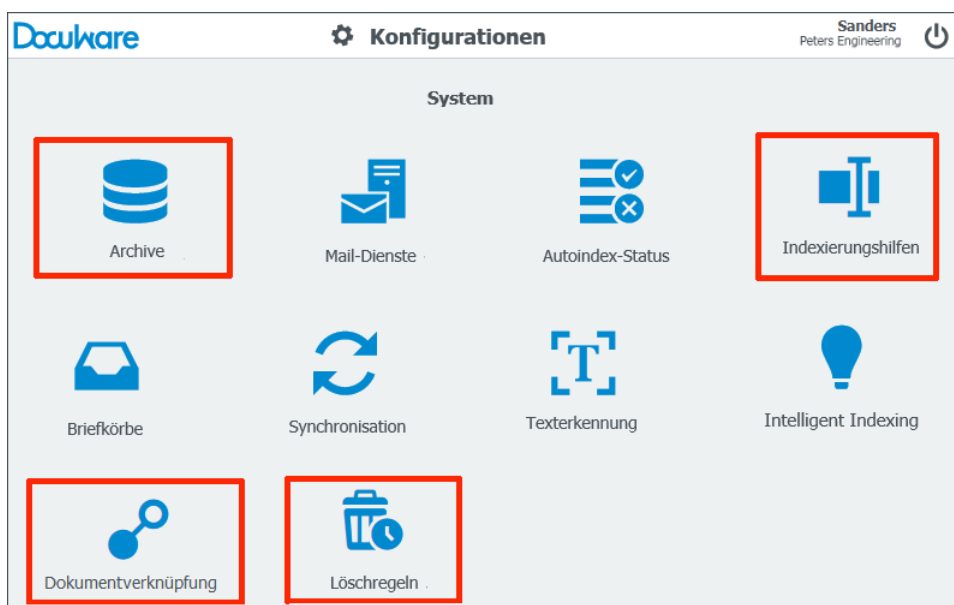 DocuWare
Konfigurationen
Sanders
Peters Engineering
System
Archive
Mail-Dienste
Autoindex-Status
Indexierungshilfen
Briefkörbe
Synchronisation
T
Texterkennung
Intelligent Indexing
Dokumentverknüpfung
Löschregeln